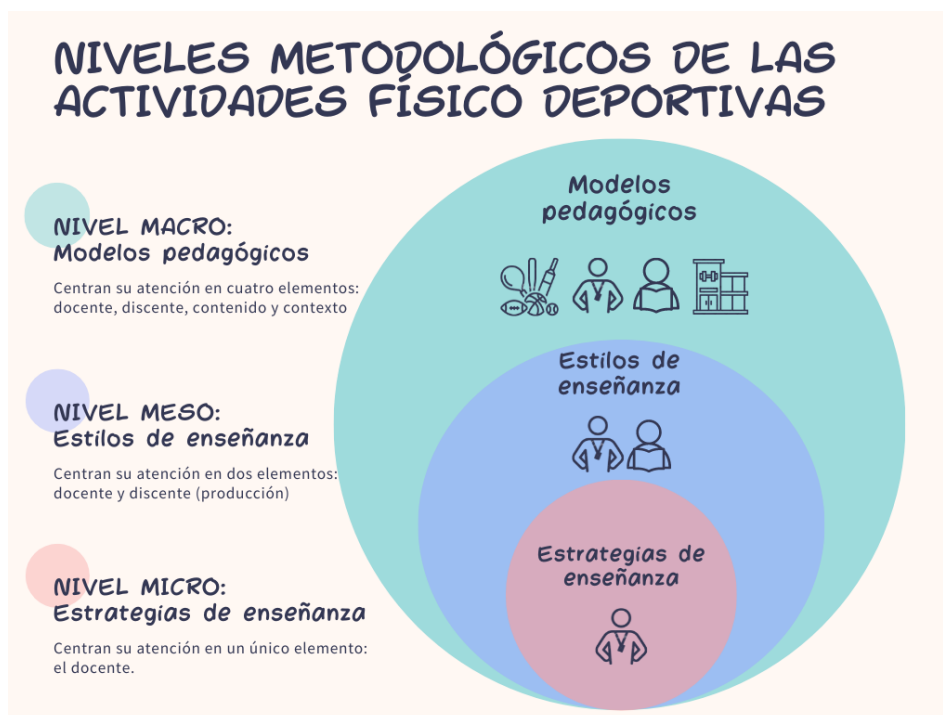 NIVELES METODOLÓGICOS DE LAS
ACTIVIDADES FÍSICO DEPORTIVAS
NIVEL MACRO:
Modelos pedagógicos
Centran su atención en cuatro elementos:
docente, discente, contenido y contexto
NIVEL MESO:
Estilos de enseñanza
Centran su atención en dos elementos:
docente y discente (producción)
NIVEL MICRO:
Estrategias de enseñanza
Centran su atención en un único elemento:
el docente.
Modelos
pedagógicos
Estilos de
enseñanza
Estrategias de
enseñanza